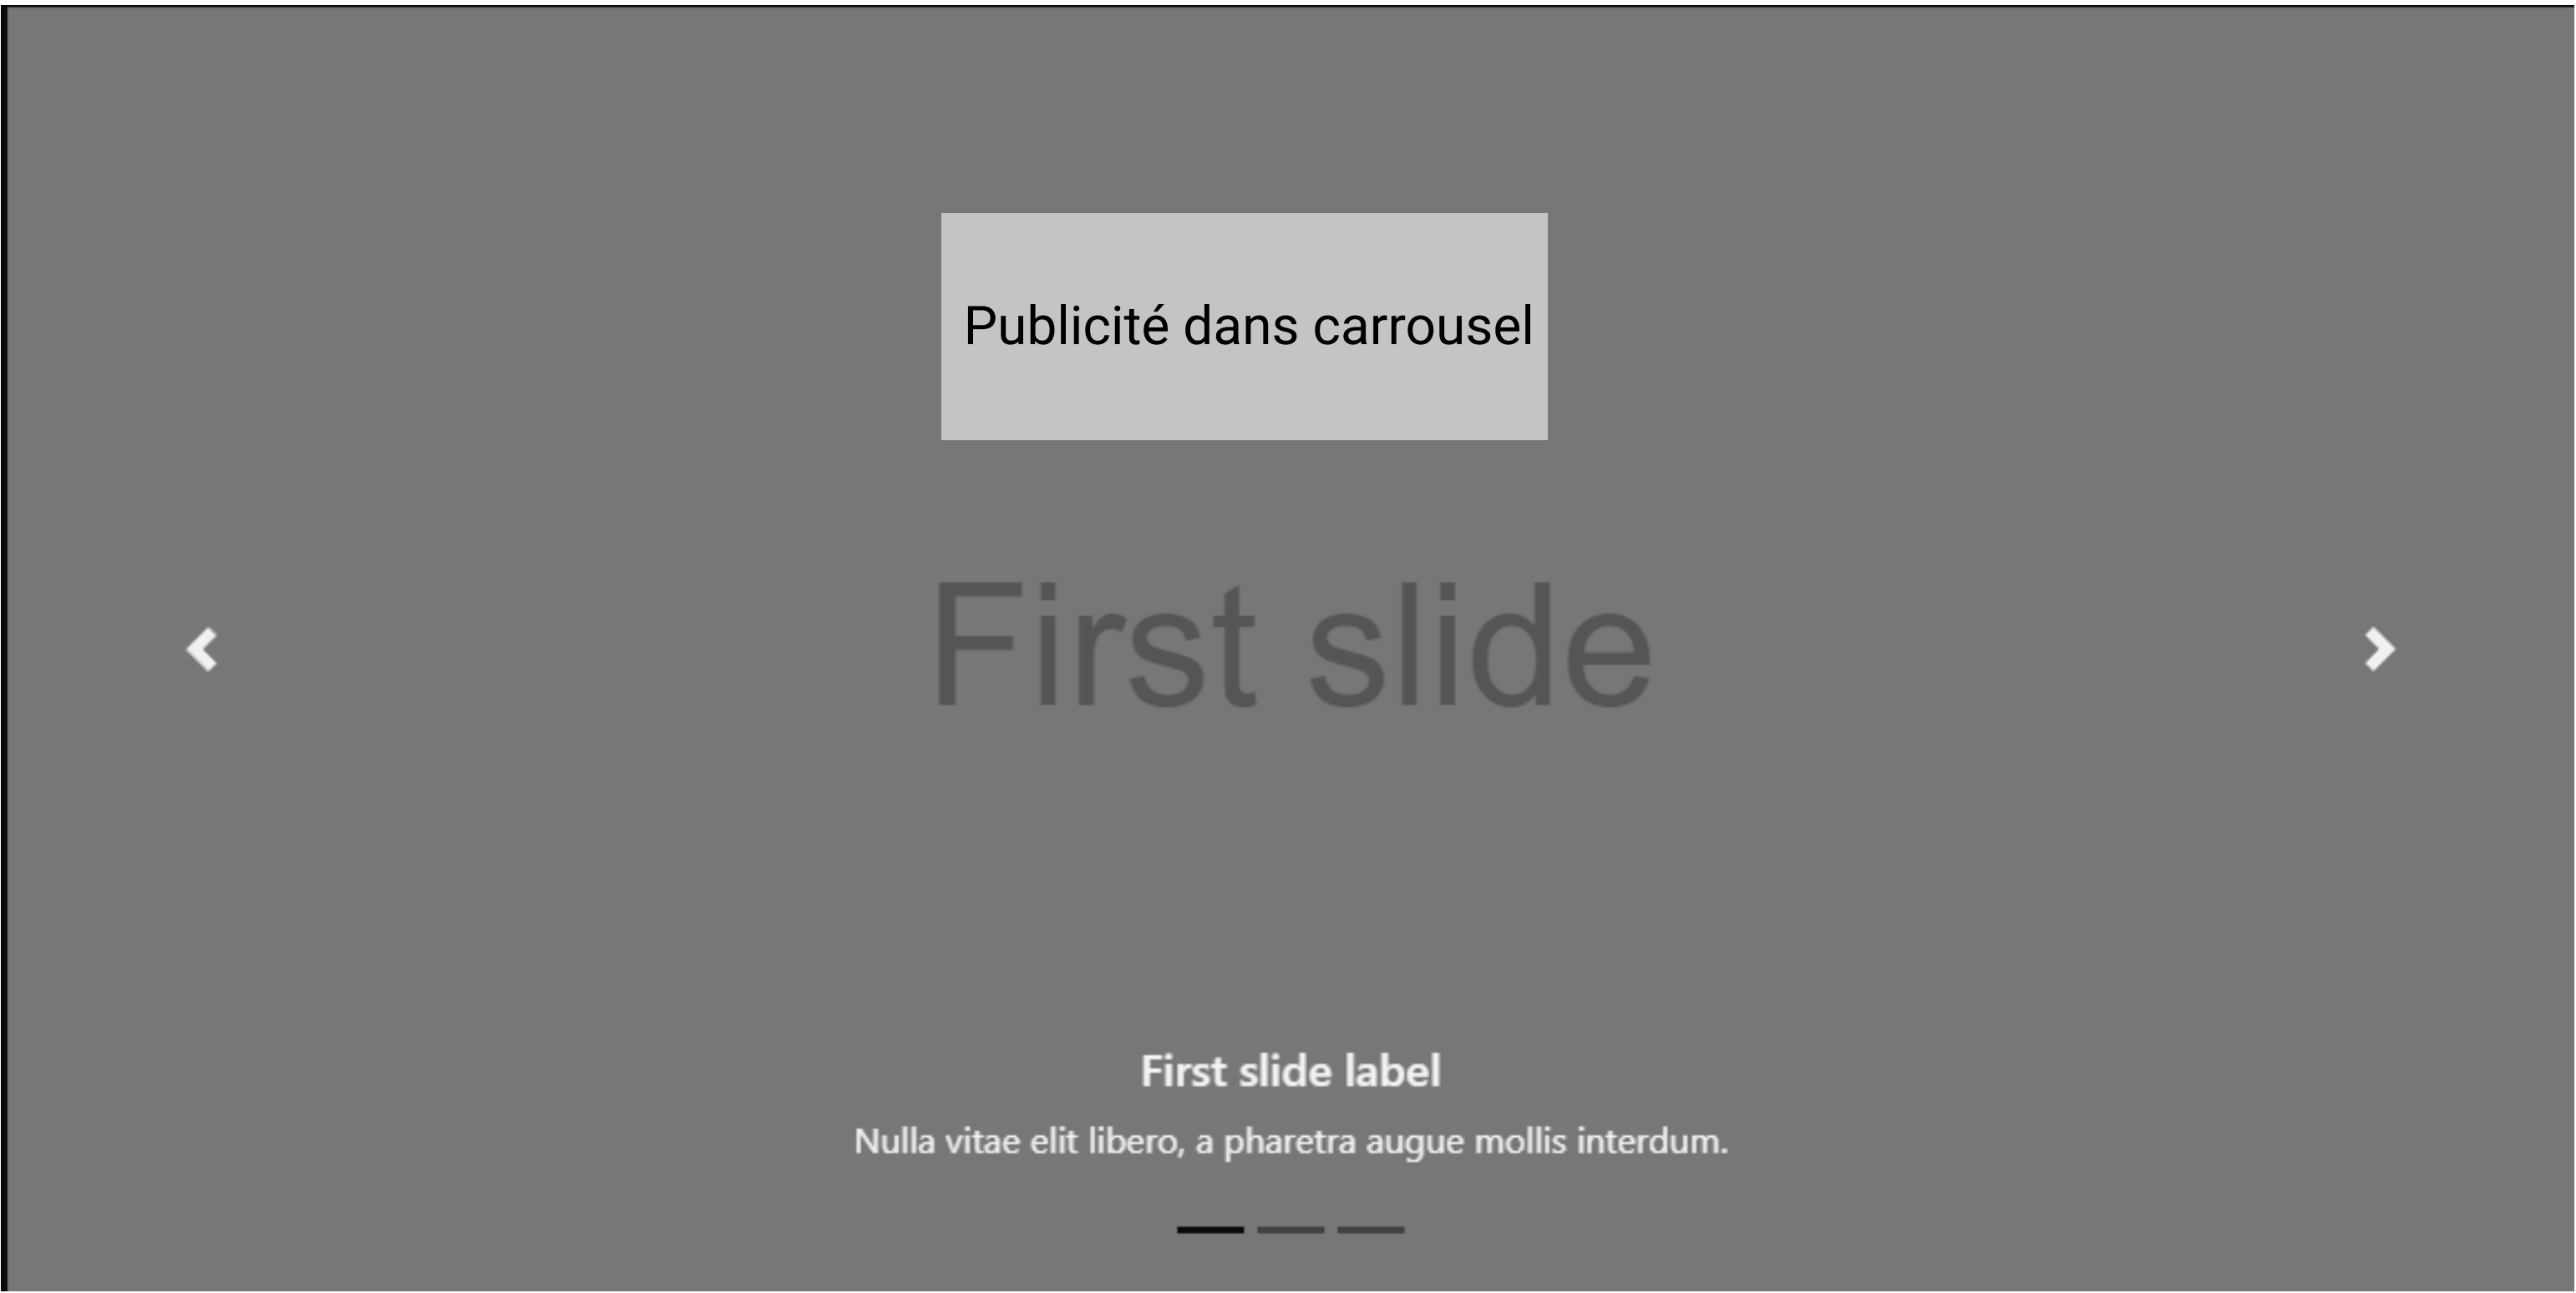 Publicité dans carrousel
First slide
First slide label
Nulla vitae elit libero, a pharetra augue mollis interdum.